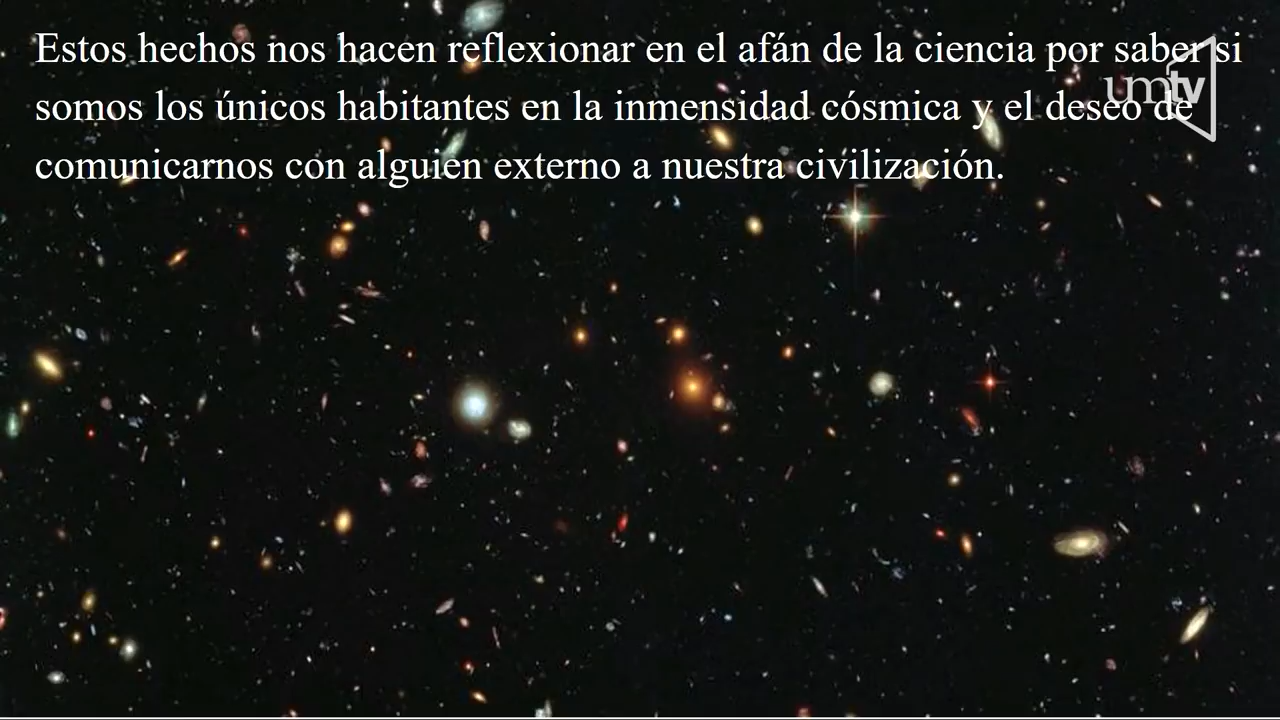 Estos hechos nos hacen reflexionar en el afán de la ciencia por saber si
somos los únicos habitantes en la inmensidad cósmica y el deseo de
comunicarnos con alguien externo a nuestra civilización.
umtv